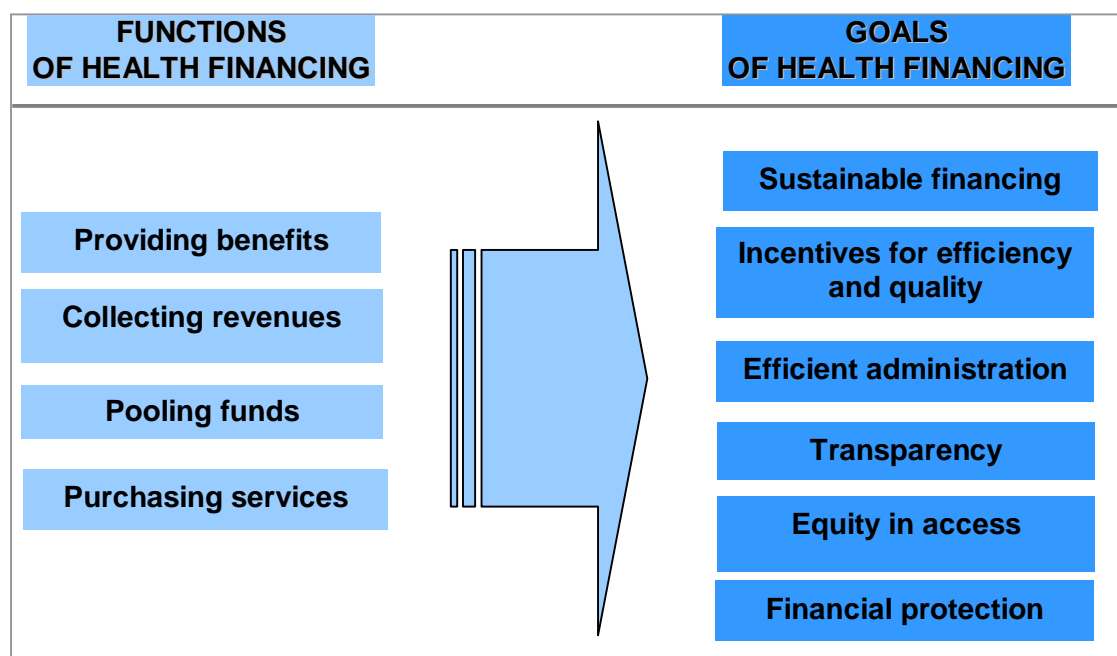 FUNCTIONS
OF HEALTH FINANCING
GOALS
OF HEALTH FINANCING
Providing benefits
Collecting revenues
Pooling funds
Purchasing services
Sustainable financing
Incentives for efficiency
and quality
Efficient administration
Transparency
Equity in access
Financial protection